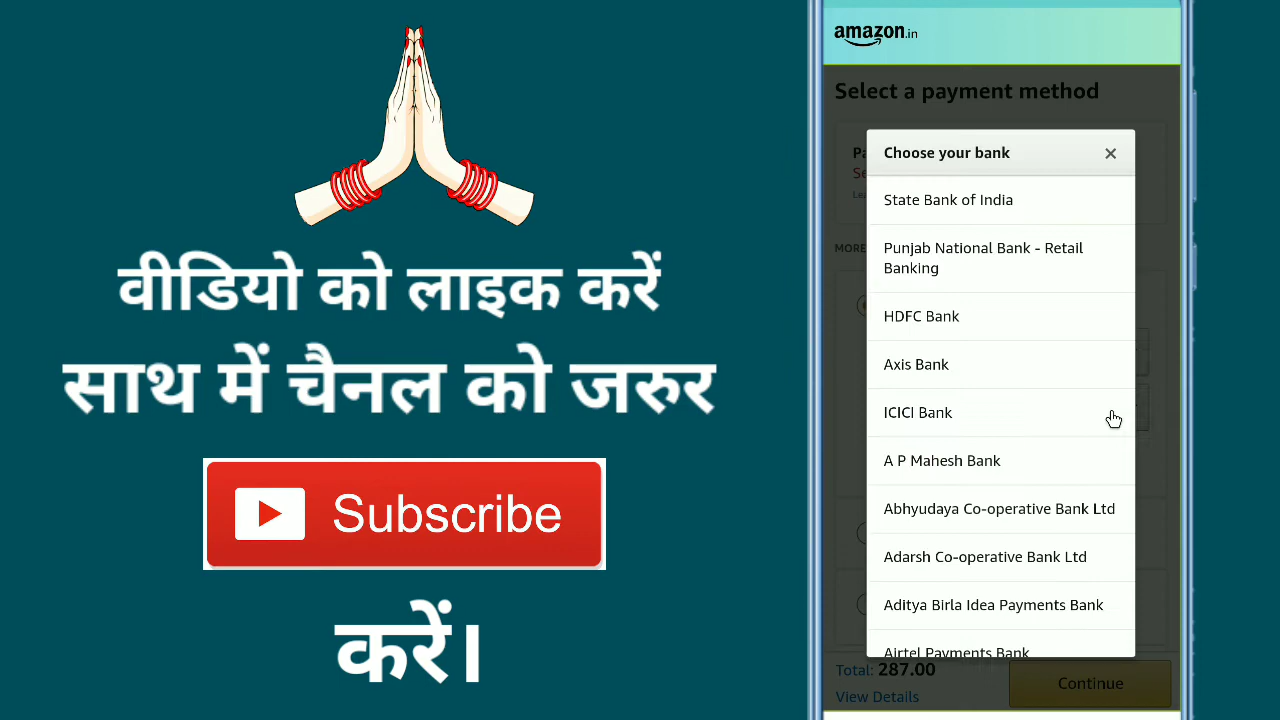 वीडियो को लाइक करें
साथ में चैनल को जरुर
Subscribe
करें।
amazon.in
Select a payment method
Choose your bank
State Bank of India
Punjab National Bank - Retail
Banking
HDFC Bank
Axis Bank
ICICI Bank
A P Mahesh Bank
Abhyudaya Co-operative Bank Ltd
Adarsh Co-operative Bank Ltd
Aditya Birla Idea Payments Bank
Airtel Payments Bank
Total: 287.00
View Details
Continue